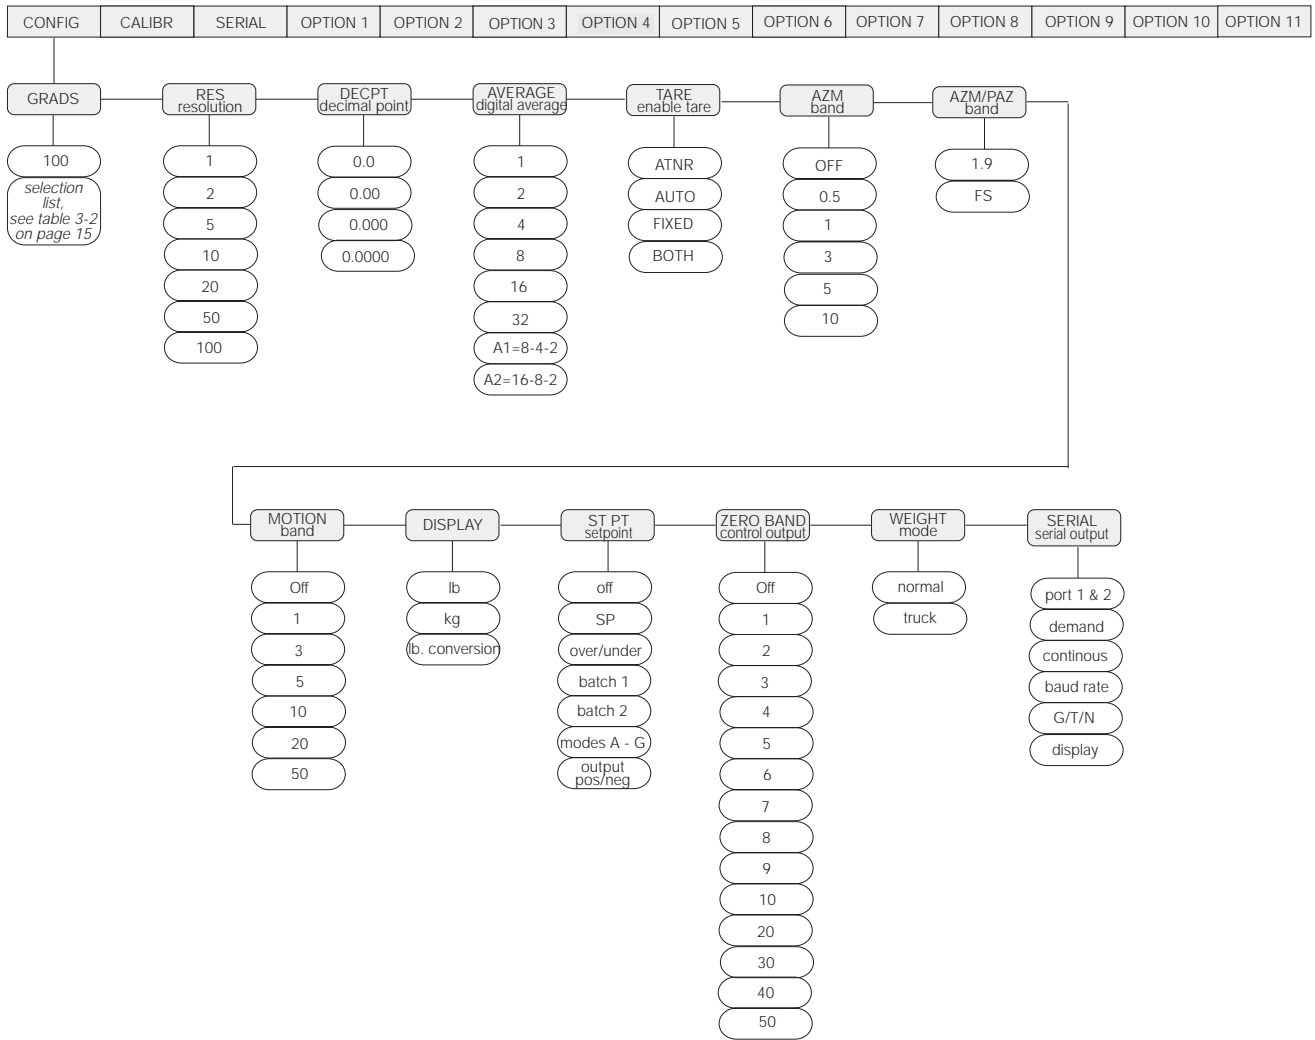 CONFIG CALIBR SERIAL OPTION 1 OPTION 2 OPTION 3 OPTION 4 OPTION 5 OPTION 6 OPTION 7 OPTION 8 OPTION 9 OPTION 10 OPTION 11
GRADS
100
selection
list,
see table 3-2
on page 15
RES
resolution
1
2
5
10
20
50
100
DECPT
decimal point
0.0
0.00
0.000
0.0000
AVERAGE
digital average
1
2
4
8
16
32
A1=8-4-2
A2=16-8-2
TARE
enable tare
ATNR
AUTO
FIXED
BOTH
AZM
band
OFF
0.5
1
3
5
10
AZM/PAZ
band
1.9
FS
MOTION
band
Off
1
3
5
10
20
50
DISPLAY
lb
kg
lb. conversion
ST PT
setpoint
off
SP
over/under
batch 1
batch 2
modes A - G
output
pos/neg
ZERO BAND
control output
Off
1
2
3
4
5
6
7
8
9
10
20
30
40
50
WEIGHT
mode
normal
truck
SERIAL
serial output
port 1 & 2
demand
continous
baud rate
G/T/N
display